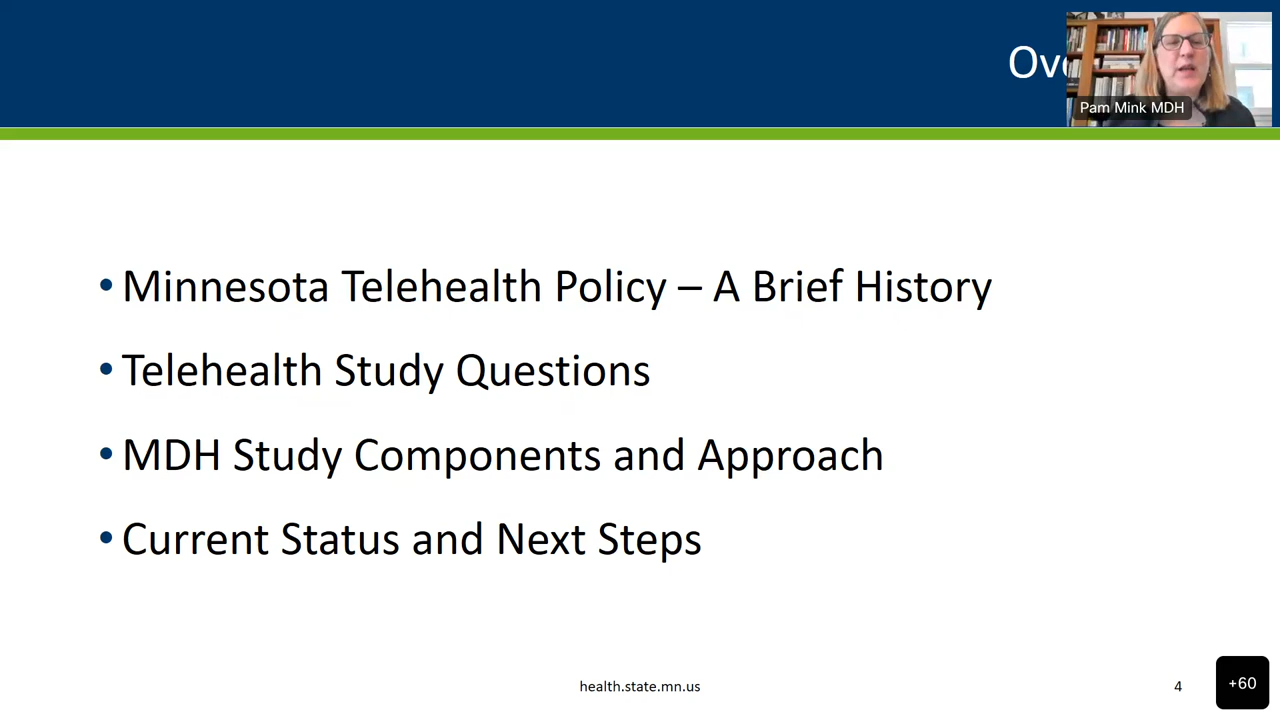 Pam Mink MDH
• Minnesota Telehealth Policy – A Brief History
• Telehealth Study Questions
• MDH Study Components and Approach
• Current Status and Next Steps
health.state.mn.us
4
+60